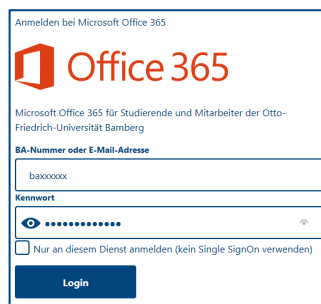 Anmelden bei Microsoft Office 365
Office 365
Microsoft Office 365 für Studierende und Mitarbeiter der Otto-
Friedrich-Universität Bamberg
BA-Nummer oder E-Mail-Adresse
baxxxxxx
Kennwort
•••••••••••••
Nur an diesem Dienst anmelden (kein Single SignOn verwenden)
Login